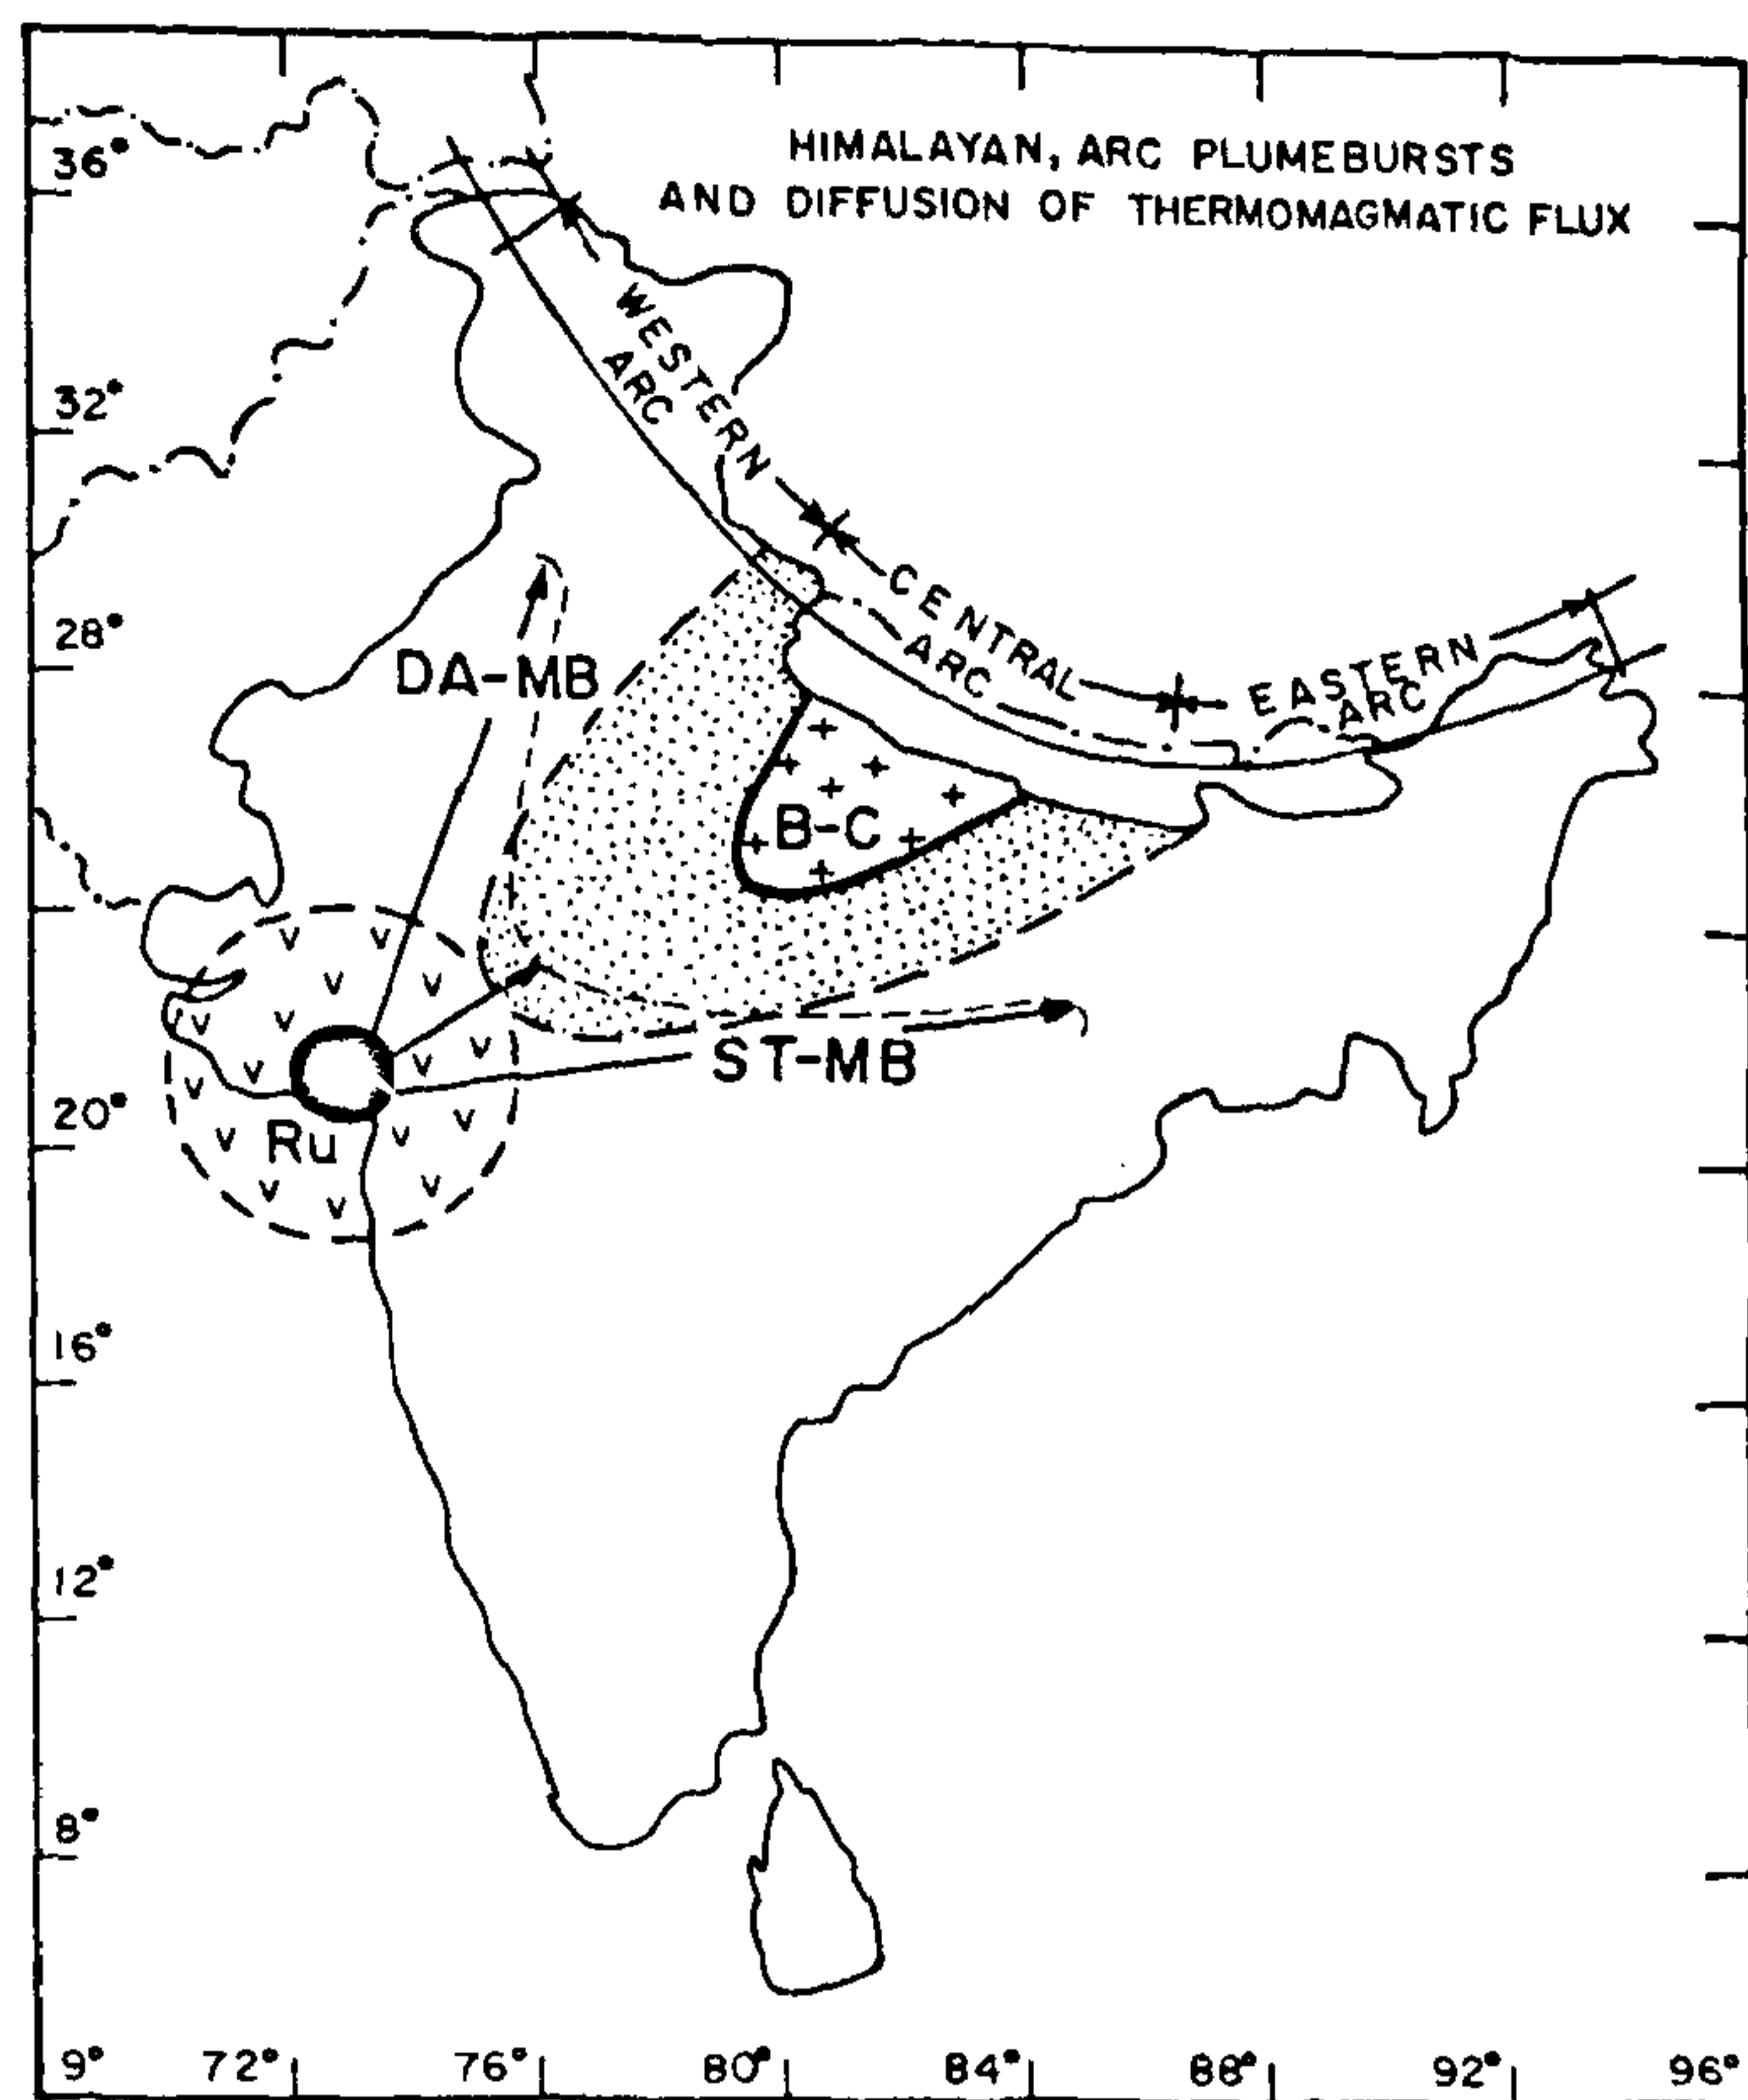 HIMALAYAN, ARC PLUMEBURSTS
AND DIFFUSION OF THERMOMAGMATIC FLUX
36°
WESTERN
ARC
32°
CENTRAL
ARC
28°
EASTERN
ARC
DA-MB
B-C
ST-MB
20°
Ru
16°
12°
8°
9° 72° 76° 80° 84° 88° 92° 96°